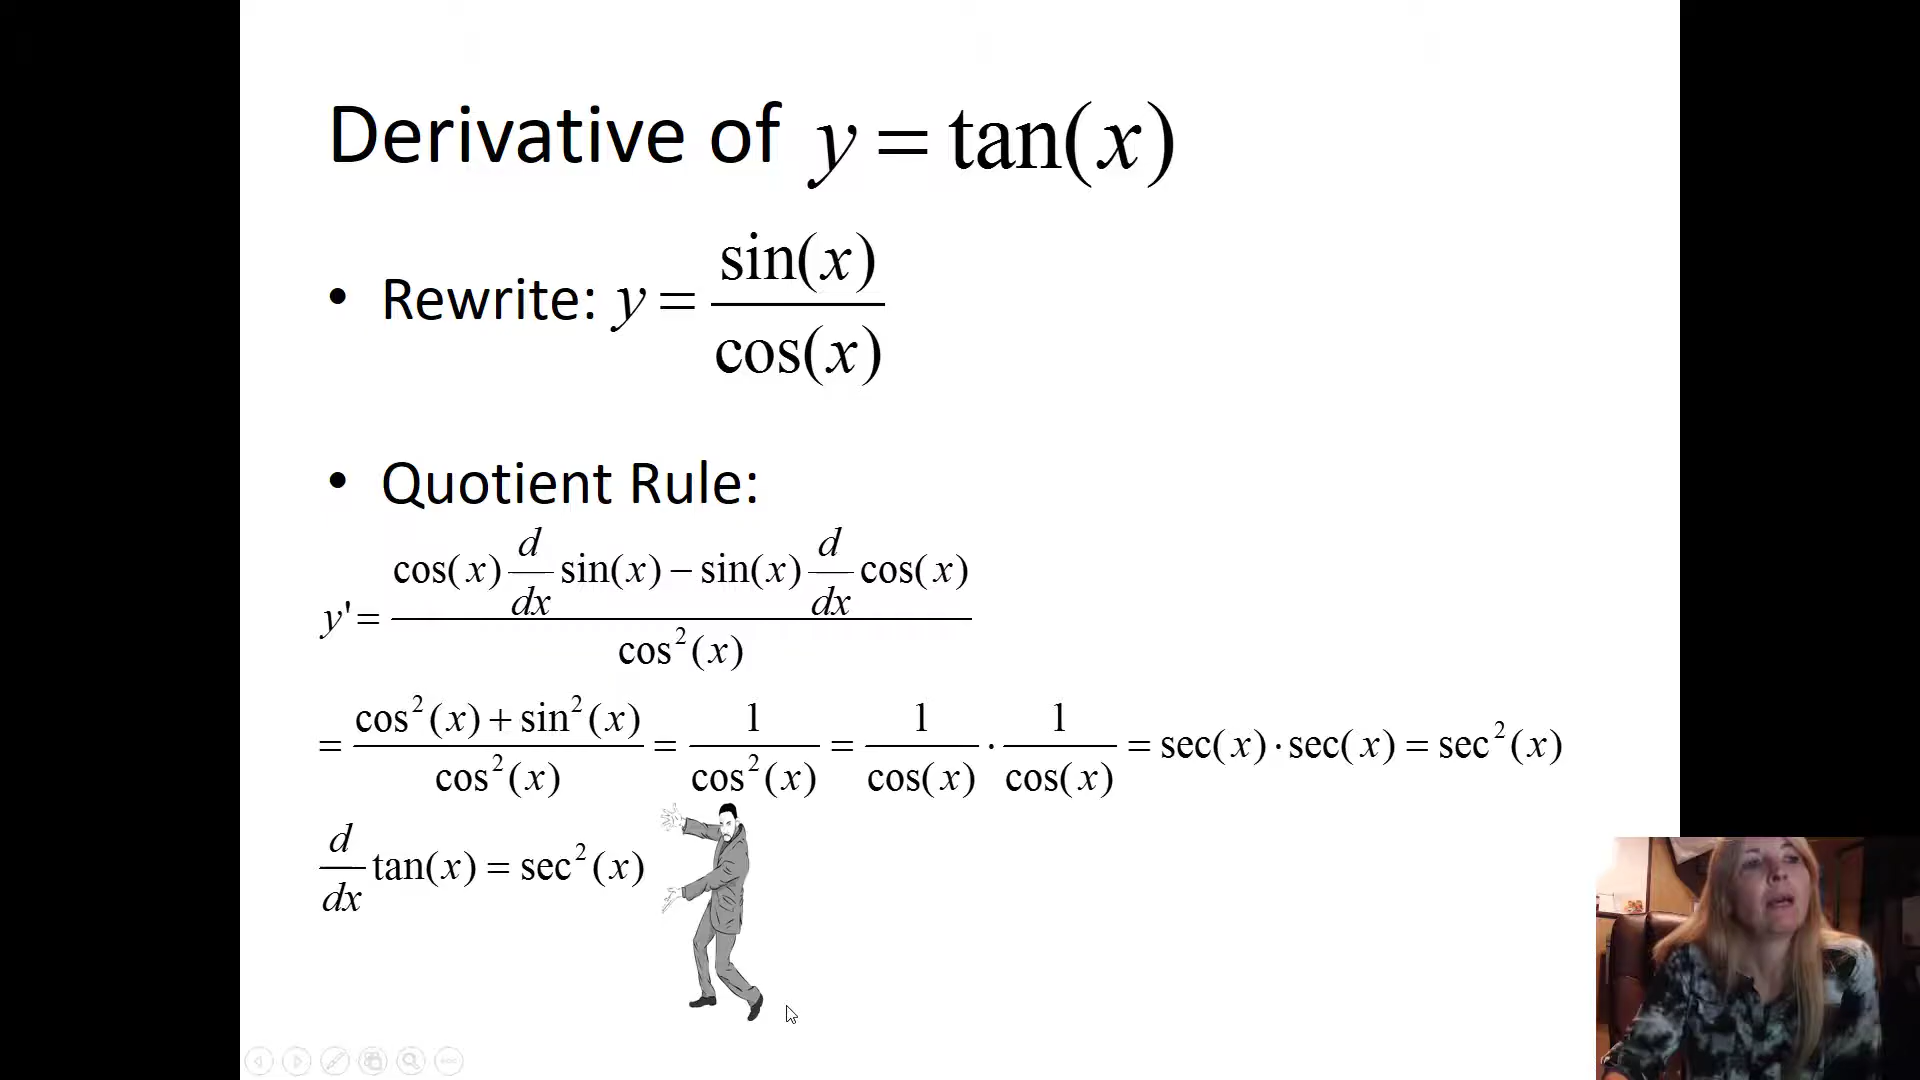 Derivative of y = tan(x)
• Rewrite: y = sin(x) / cos(x)
• Quotient Rule:
y' = (cos(x) d/dx sin(x) − sin(x) d/dx cos(x)) / cos²(x)
= (cos²(x) + sin²(x)) / cos²(x) = 1 / cos²(x) = 1 / cos(x) · 1 / cos(x) = sec(x) · sec(x) = sec²(x)
d/dx tan(x) = sec²(x)